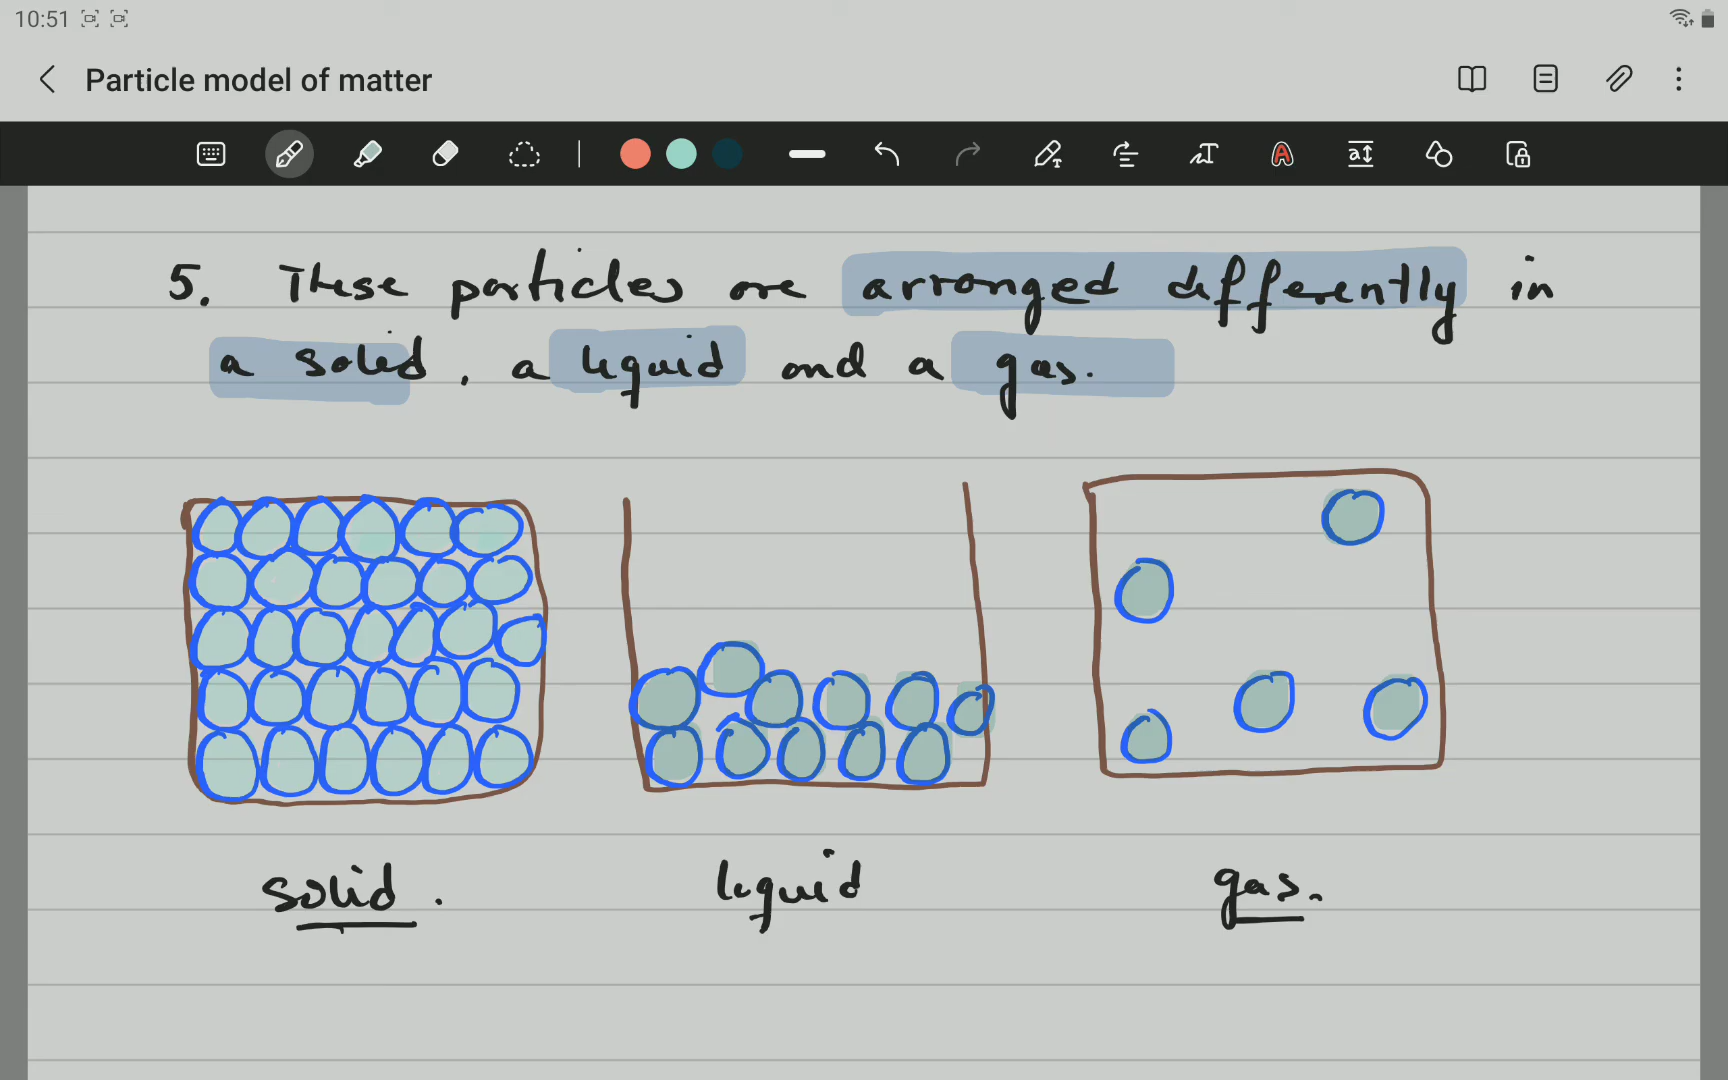 10:51
Particle model of matter
5. These particles are arranged differently in
a solid, a liquid and a gas.
solid.
liquid
gas.